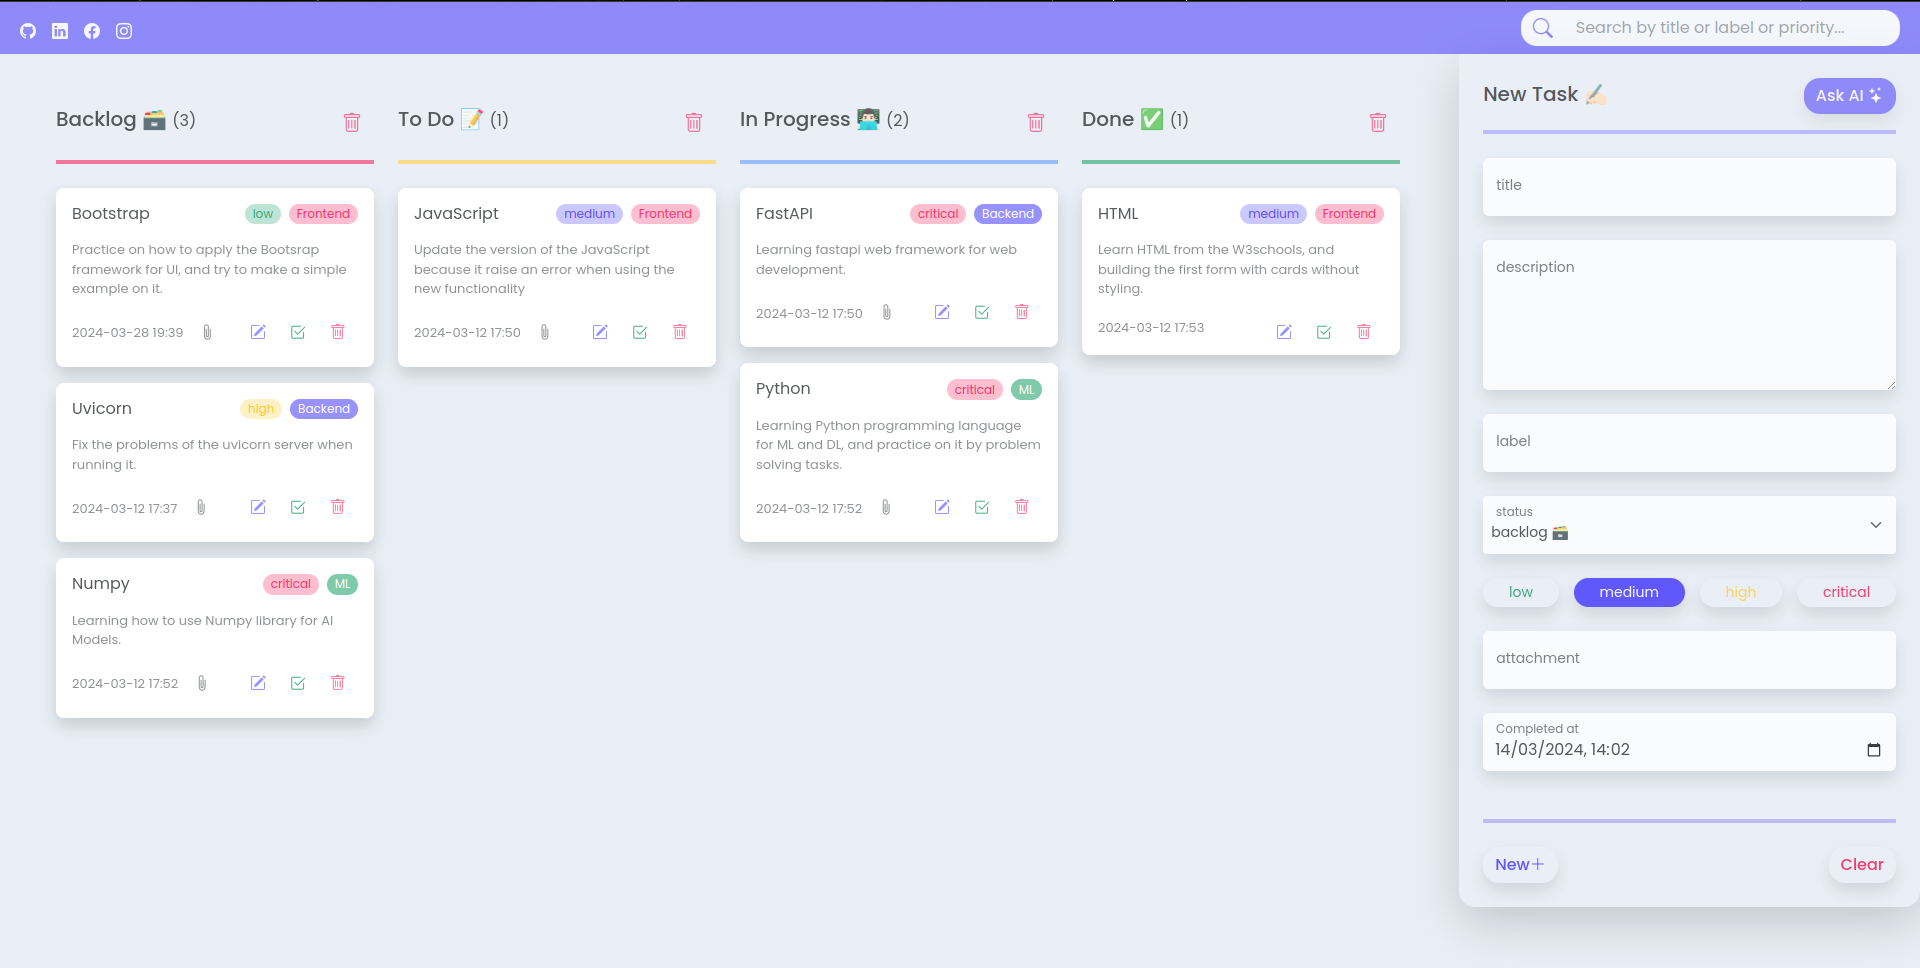 Search by title or label or priority...
Backlog 🗃️ (3)
Bootstrap low Frontend
Practice on how to apply the Bootsrap
framework for UI, and try to make a simple
example on it.
2024-03-28 19:39
Uvicorn high Backend
Fix the problems of the uvicorn server when
running it.
2024-03-12 17:37
Numpy critical ML
Learning how to use Numpy library for AI
Models.
2024-03-12 17:52
To Do 📝 (1)
JavaScript medium Frontend
Update the version of the JavaScript
because it raise an error when using the
new functionality
2024-03-12 17:50
In Progress 👨🏻‍💻 (2)
FastAPI critical Backend
Learning fastapi web framework for web
development.
2024-03-12 17:50
Python critical ML
Learning Python programming language
for ML and DL, and practice on it by problem
solving tasks.
2024-03-12 17:52
Done ✅ (1)
HTML medium Frontend
Learn HTML from the W3schools, and
building the first form with cards without
styling.
2024-03-12 17:53
New Task ✍🏻 Ask AI
title
description
label
status
backlog 🗃️
low medium high critical
attachment
Completed at
14/03/2024, 14:02
New+ Clear